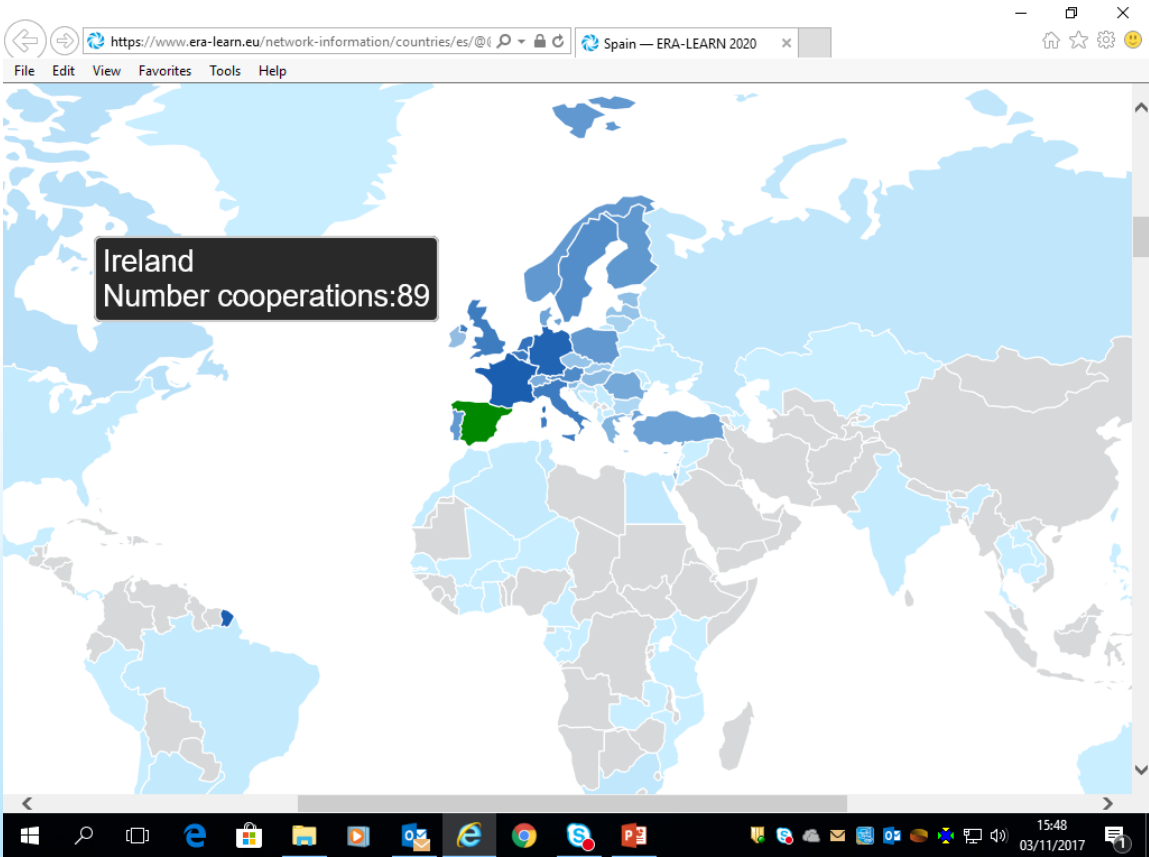 https://www.era-learn.eu/network-information/countries/es/@
Spain — ERA-LEARN 2020
File Edit View Favorites Tools Help
Ireland
Number cooperations:89
15:48
03/11/2017
1